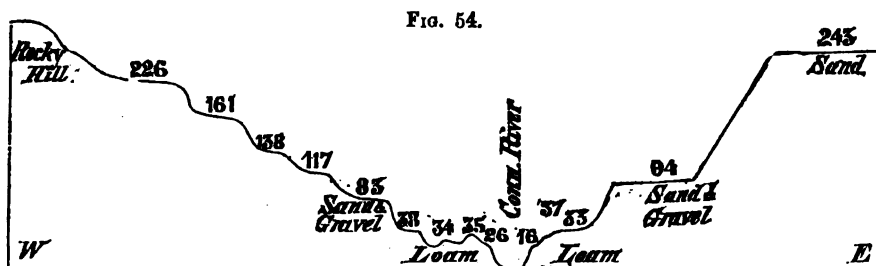 FIG. 54.
Rocky
Hill.
226
161
138
117
83
Sand &
Gravel
38
34
35
26
Loam
Conn. River
16
37
33
Loam
94
Sand &
Gravel
243
Sand.
W
E